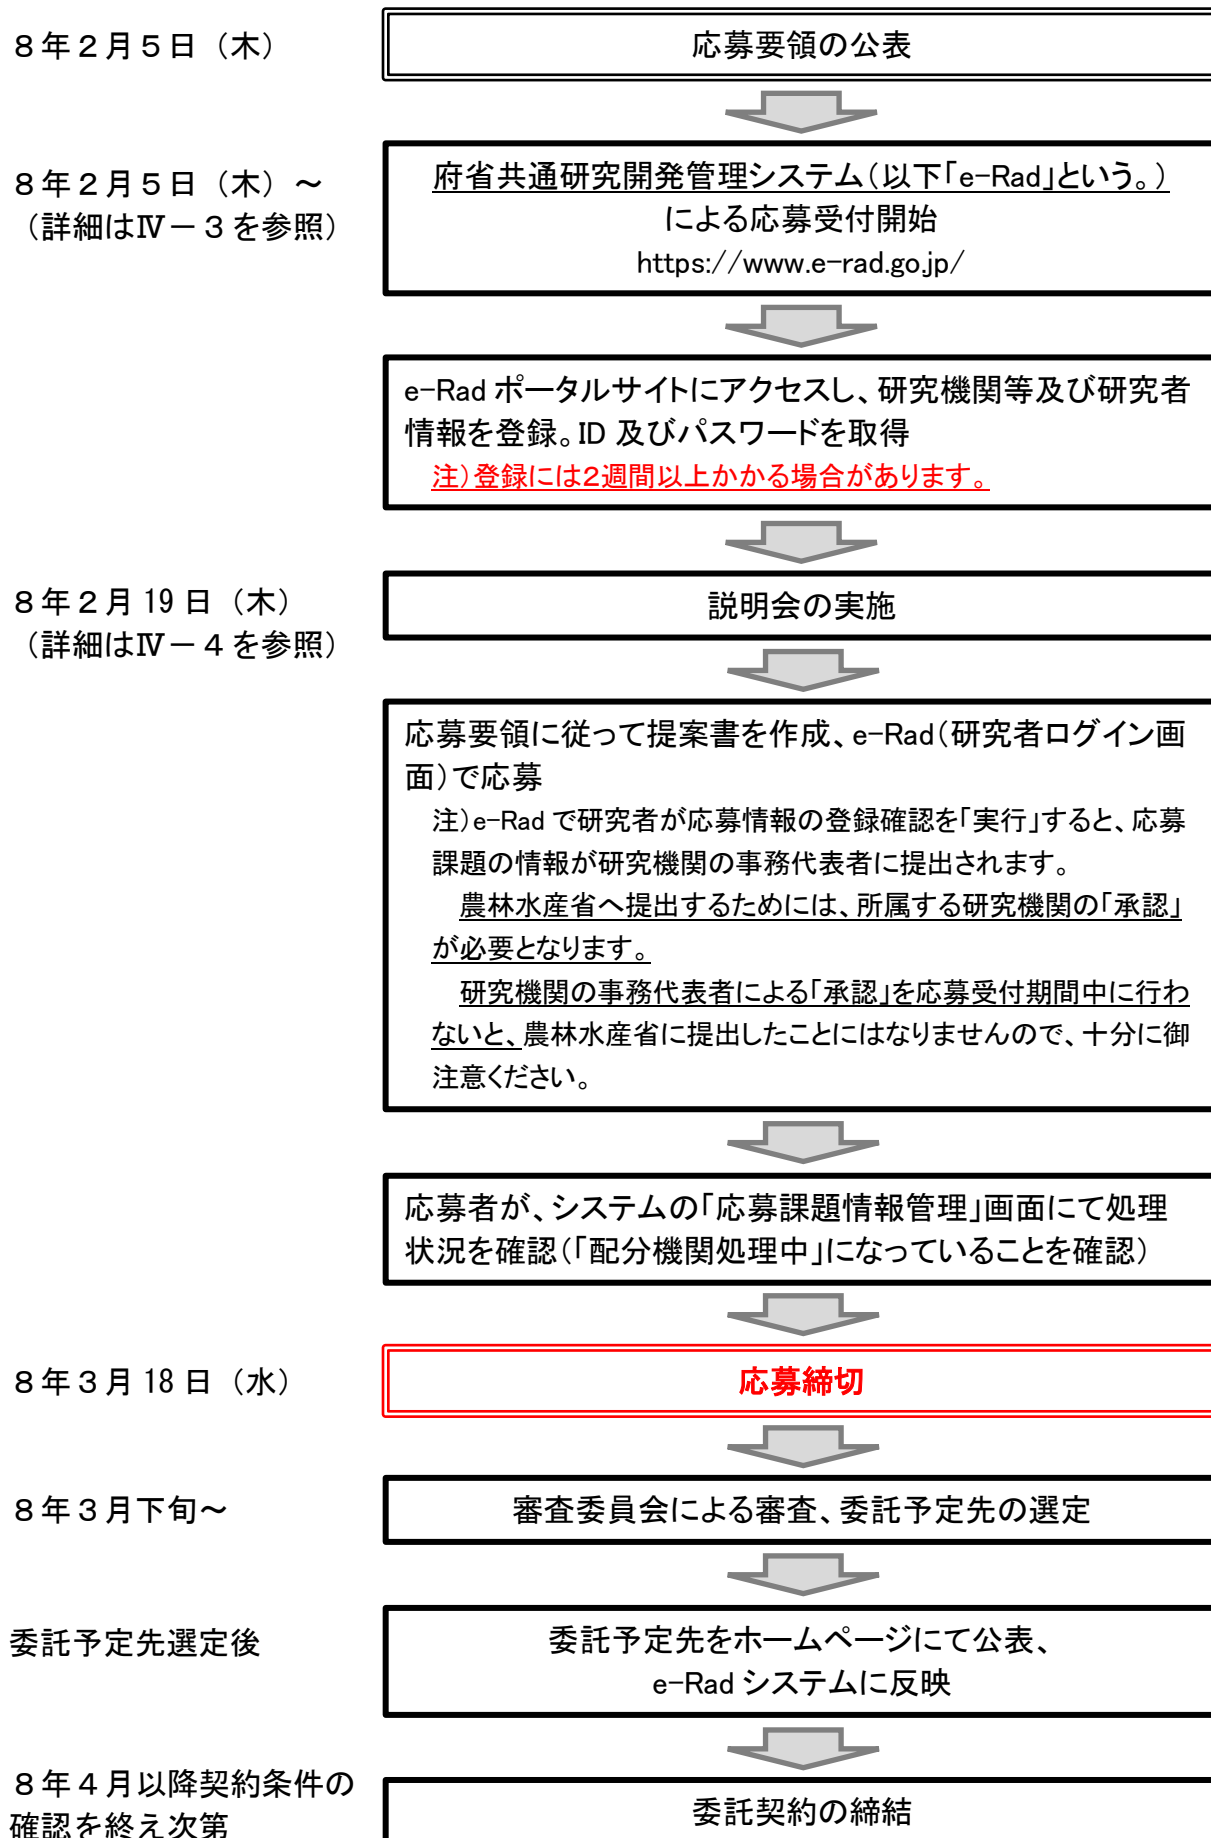 ８年２月５日（木）
応募要領の公表
８年２月５日（木）～
（詳細はⅣ－３を参照）
府省共通研究開発管理システム（以下「e-Rad」という。）
による応募受付開始
https://www.e-rad.go.jp/
e-Rad ポータルサイトにアクセスし、研究機関等及び研究者
情報を登録。ID 及びパスワードを取得
注）登録には２週間以上かかる場合があります。
８年２月 19 日（木）
（詳細はⅣ－４を参照）
説明会の実施
応募要領に従って提案書を作成、e-Rad（研究者ログイン画
面）で応募
注）e-Rad で研究者が応募情報の登録確認を「実行」すると、応募
課題の情報が研究機関の事務代表者に提出されます。
農林水産省へ提出するためには、所属する研究機関の「承認」
が必要となります。
研究機関の事務代表者による「承認」を応募受付期間中に行わ
ないと、農林水産省に提出したことにはなりませんので、十分に御
注意ください。
応募者が、システムの「応募課題情報管理」画面にて処理
状況を確認（「配分機関処理中」になっていることを確認）
８年３月 18 日（水）
応募締切
８年３月下旬～
審査委員会による審査、委託予定先の選定
委託予定先選定後
委託予定先をホームページにて公表、
e-Rad システムに反映
８年４月以降契約条件の
確認を終え次第
委託契約の締結